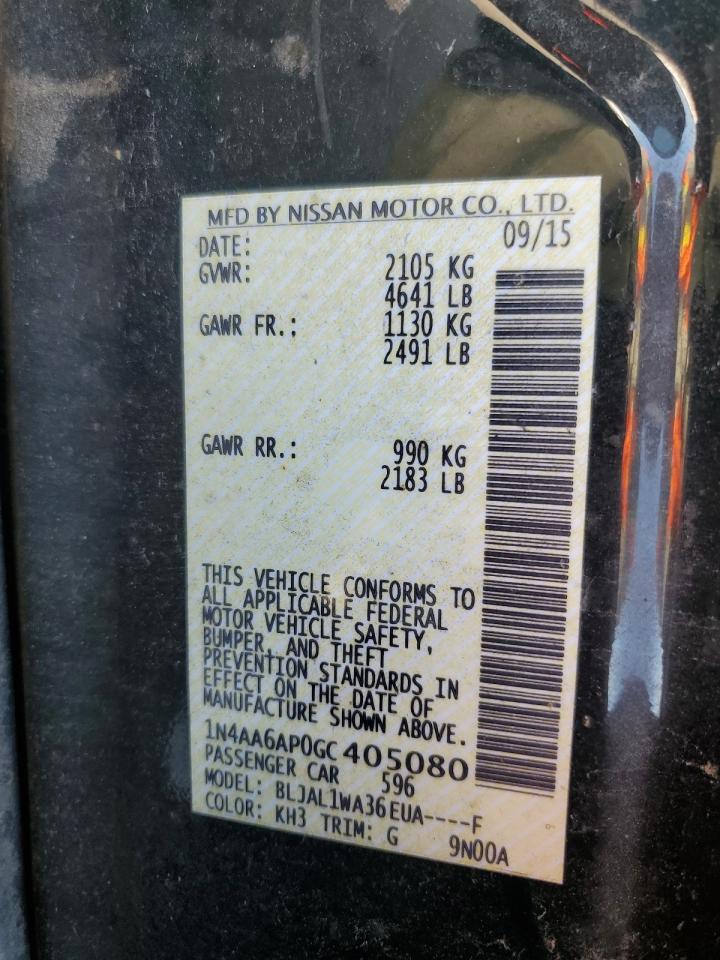 MFD BY NISSAN MOTOR CO., LTD.
DATE: 09/15
GVWR: 2105 KG
4641 LB
GAWR FR.: 1130 KG
2491 LB
GAWR RR.: 990 KG
2183 LB
THIS VEHICLE CONFORMS TO
ALL APPLICABLE FEDERAL
MOTOR VEHICLE SAFETY,
BUMPER, AND THEFT
PREVENTION STANDARDS IN
EFFECT ON THE DATE OF
MANUFACTURE SHOWN ABOVE.
1N4AA6AP0GC405080
PASSENGER CAR 596
MODEL: BLJAL1WA36EUA----F
COLOR: KH3 TRIM: G 9N00A